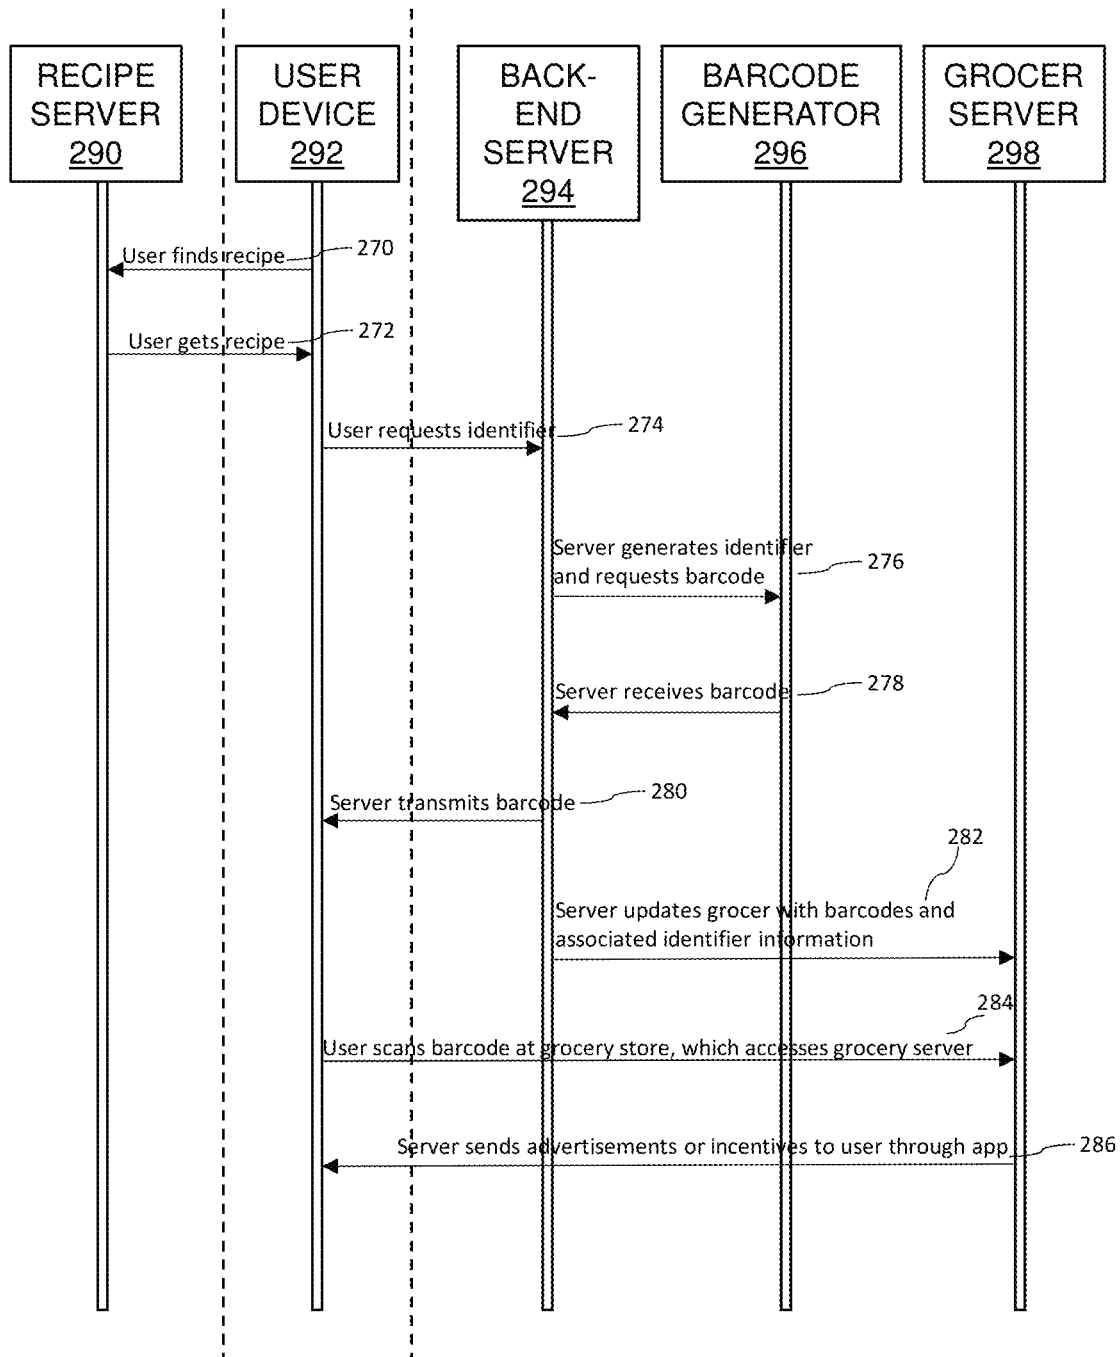 RECIPE
SERVER
290
USER
DEVICE
292
BACK-
END
SERVER
294
BARCODE
GENERATOR
296
GROCER
SERVER
298
User finds recipe
270
User gets recipe
272
User requests identifier
274
Server generates identifier
and requests barcode
276
Server receives barcode
278
Server transmits barcode
280
282
Server updates grocer with barcodes and
associated identifier information
284
User scans barcode at grocery store, which accesses grocery server
Server sends advertisements or incentives to user through app
286